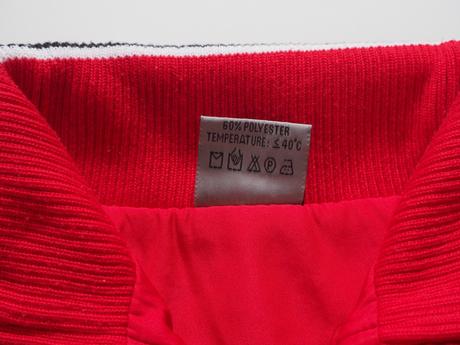 60% POLYESTER
TEMPERATURE: ≤ 40°C